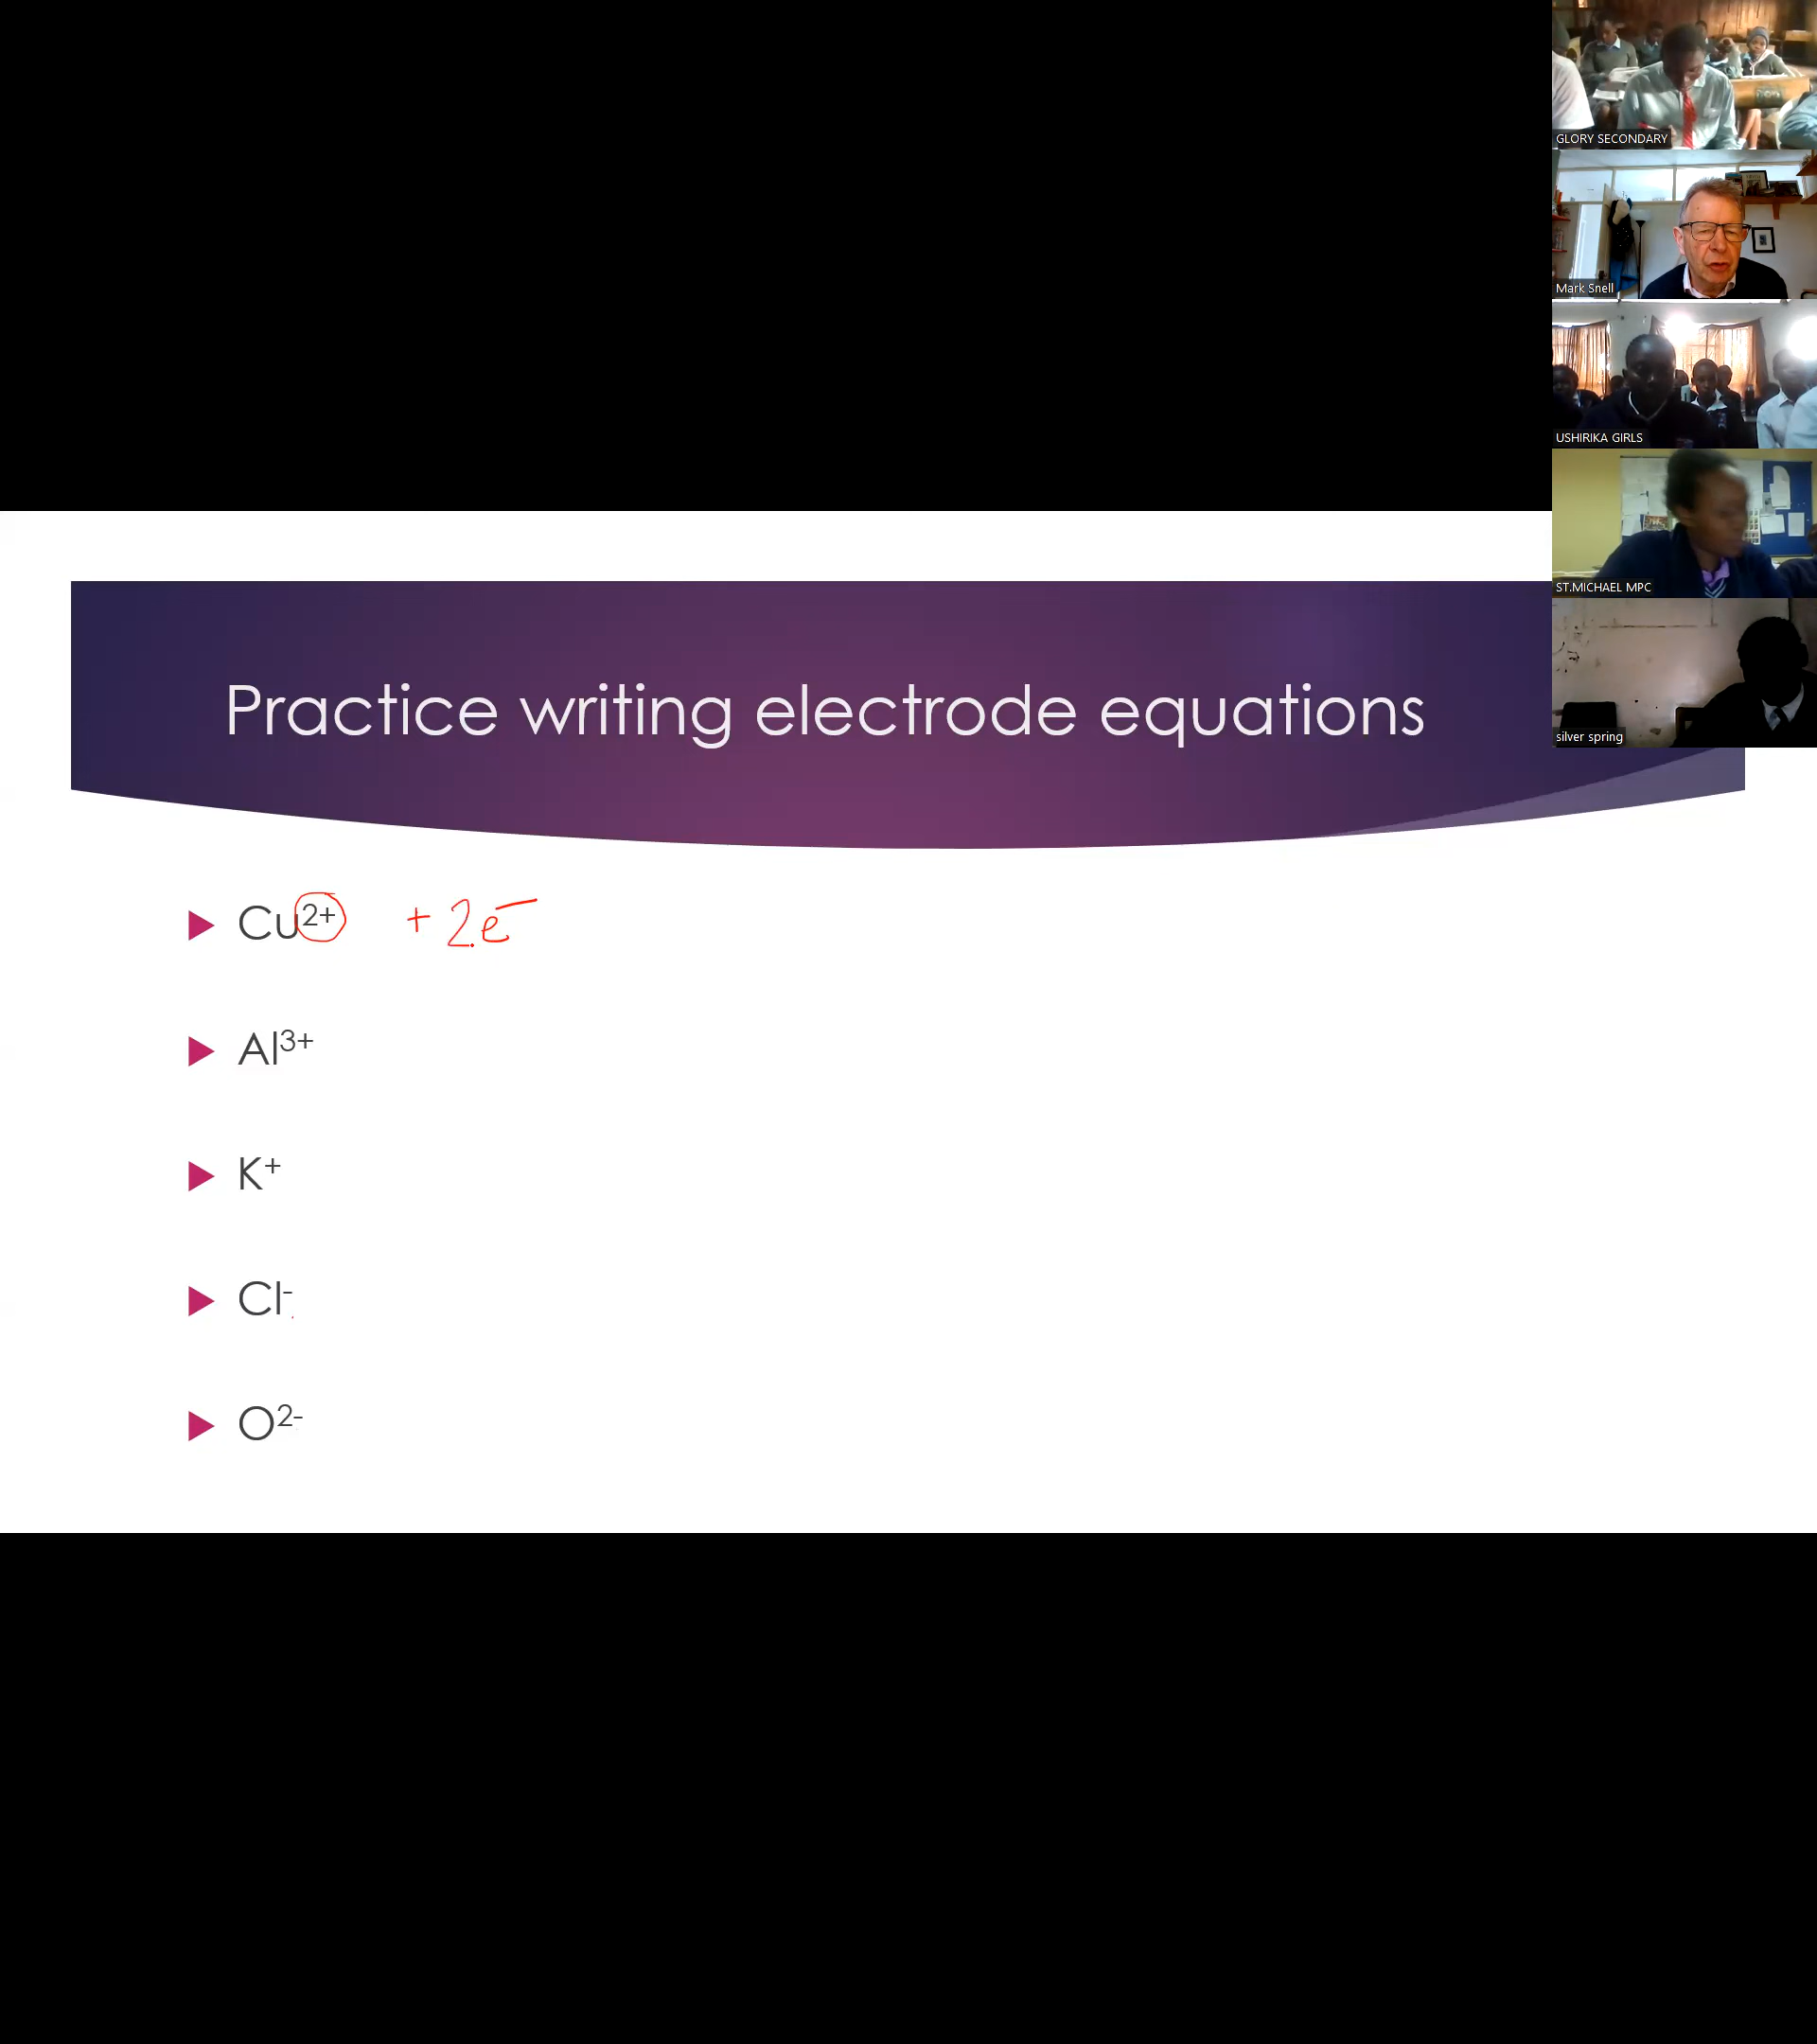 GLORY SECONDARY
Mark Snell
USHIRIKA GIRLS
ST.MICHAEL MPC
silver spring
Practice writing electrode equations
Cu²⁺ + 2e⁻
Al³⁺
K⁺
Cl⁻
O²⁻